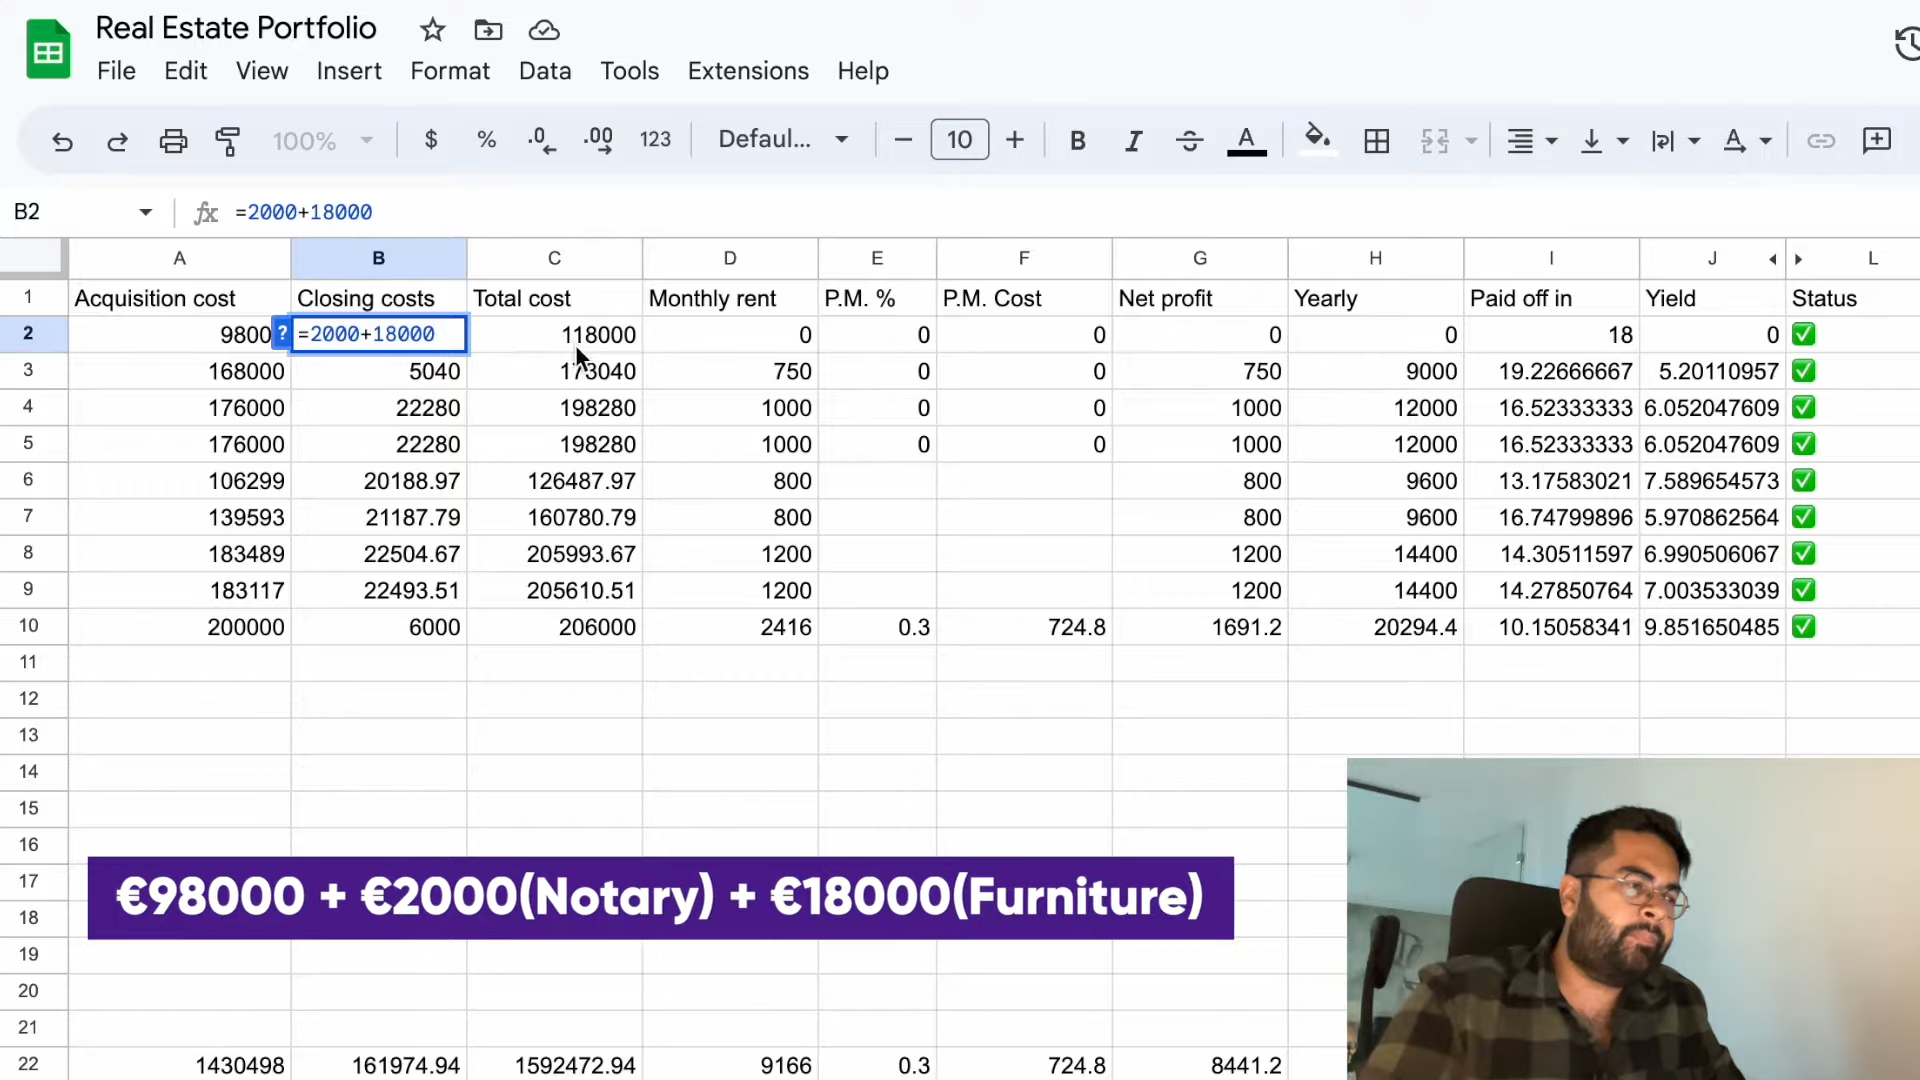 Real Estate Portfolio
File Edit View Insert Format Data Tools Extensions Help
100% $ % .0 .00 123 Defaul... − 10 + B I S A A
B2 fx =2000+18000
A B C D E F G H I J L
1 Acquisition cost Closing costs Total cost Monthly rent P.M. % P.M. Cost Net profit Yearly Paid off in Yield Status
2 9800 ? =2000+18000 118000 0 0 0 0 0 18 0
3 168000 5040 173040 750 0 0 750 9000 19.22666667 5.20110957
4 176000 22280 198280 1000 0 0 1000 12000 16.52333333 6.052047609
5 176000 22280 198280 1000 0 0 1000 12000 16.52333333 6.052047609
6 106299 20188.97 126487.97 800 800 9600 13.17583021 7.589654573
7 139593 21187.79 160780.79 800 800 9600 16.74799896 5.970862564
8 183489 22504.67 205993.67 1200 1200 14400 14.30511597 6.990506067
9 183117 22493.51 205610.51 1200 1200 14400 14.27850764 7.003533039
10 200000 6000 206000 2416 0.3 724.8 1691.2 20294.4 10.15058341 9.851650485
11
12
13
14
15
16
17
€98000 + €2000(Notary) + €18000(Furniture)
18
19
20
21
22 1430498 161974.94 1592472.94 9166 0.3 724.8 8441.2